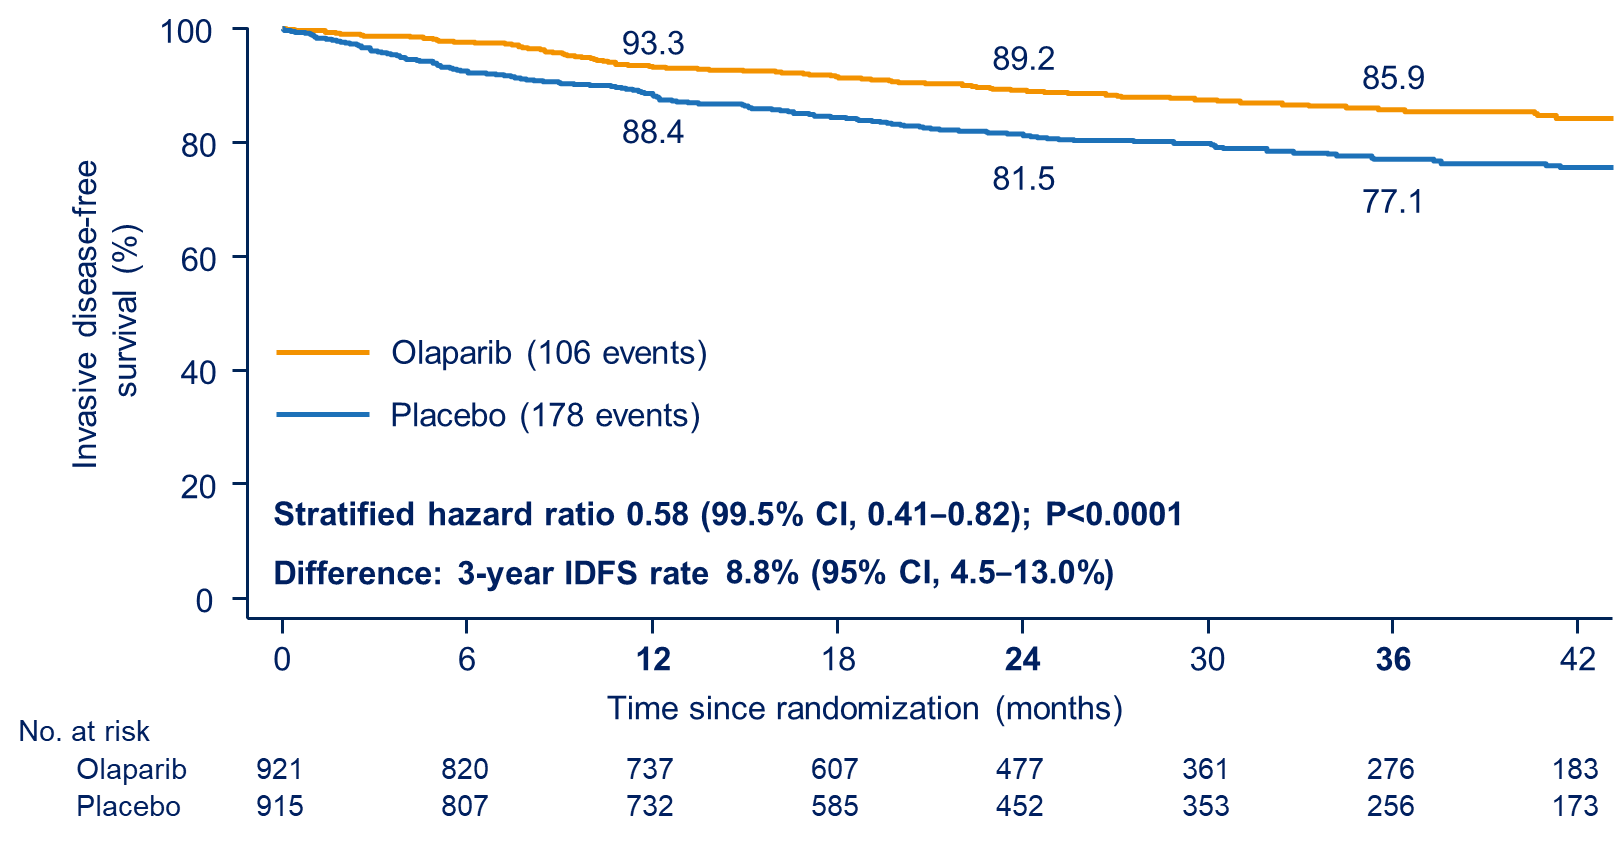 100
80
60
40
20
0
Invasive disease-free
survival (%)
93.3
89.2
85.9
88.4
81.5
77.1
Olaparib (106 events)
Placebo (178 events)
Stratified hazard ratio 0.58 (99.5% CI, 0.41–0.82); P<0.0001
Difference: 3-year IDFS rate 8.8% (95% CI, 4.5–13.0%)
0 6 12 18 24 30 36 42
Time since randomization (months)
No. at risk
Olaparib 921 820 737 607 477 361 276 183
Placebo 915 807 732 585 452 353 256 173